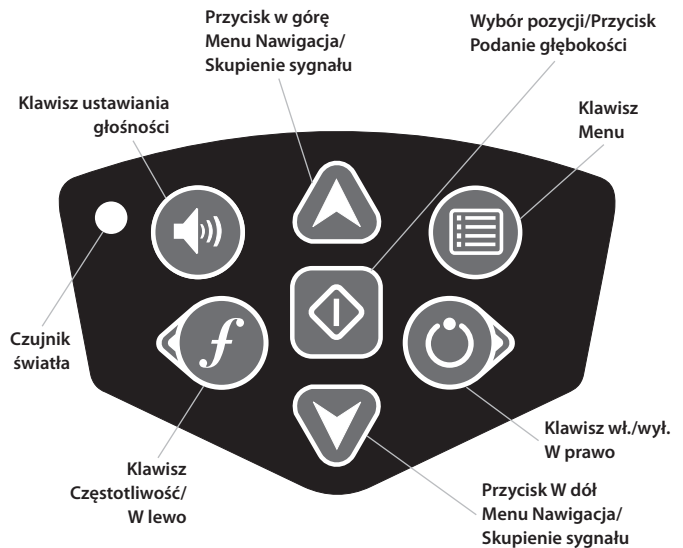 Przycisk w górę
Menu Nawigacja/
Skupienie sygnału
Wybór pozycji/Przycisk
Podanie głębokości
Klawisz ustawiania
głośności
Klawisz
Menu
f
Czujnik
światła
Klawisz
Częstotliwość/
W lewo
Klawisz wł./wył.
W prawo
Przycisk W dół
Menu Nawigacja/
Skupienie sygnału